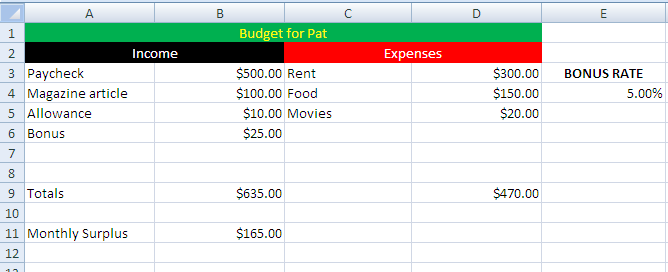 A B C D E
1 Budget for Pat
2 Income Expenses
3 Paycheck $500.00 Rent $300.00 BONUS RATE
4 Magazine article $100.00 Food $150.00 5.00%
5 Allowance $10.00 Movies $20.00
6 Bonus $25.00
7
8
9 Totals $635.00 $470.00
10
11 Monthly Surplus $165.00
12